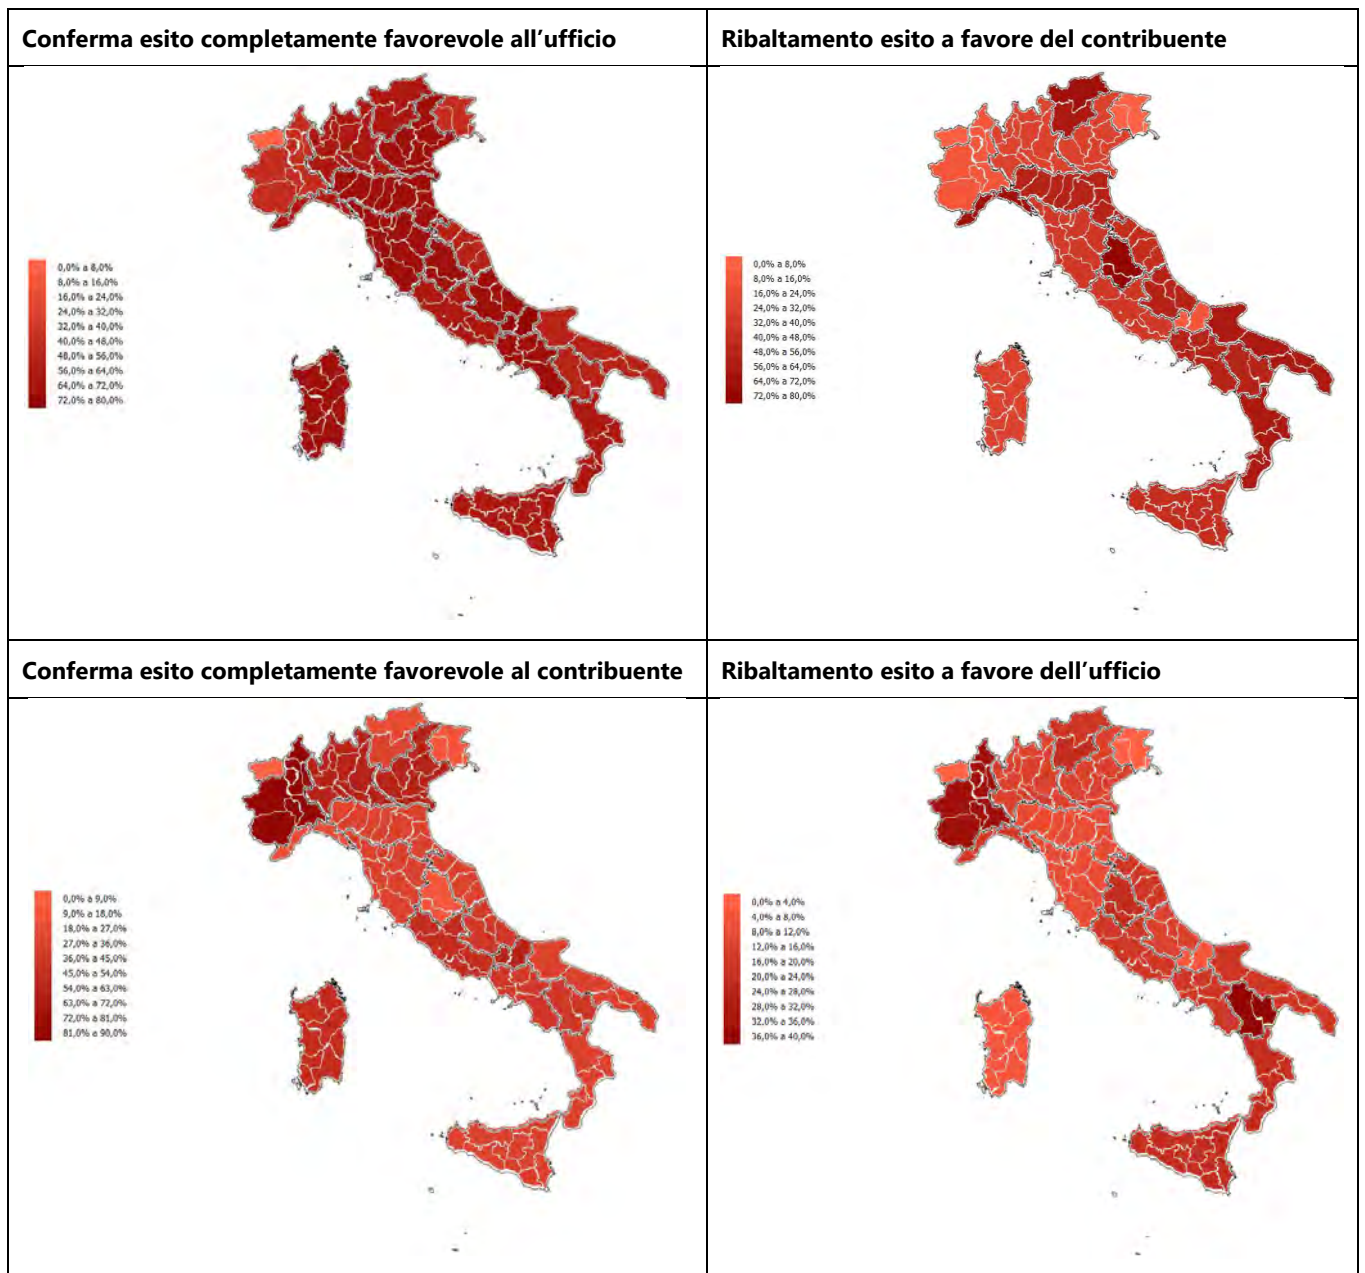 Conferma esito completamente favorevole all’ufficio
Ribaltamento esito a favore del contribuente
0,0% a 8,0%
8,0% a 16,0%
16,0% a 24,0%
24,0% a 32,0%
32,0% a 40,0%
40,0% a 48,0%
48,0% a 56,0%
56,0% a 64,0%
64,0% a 72,0%
72,0% a 80,0%
0,0% a 8,0%
8,0% a 16,0%
16,0% a 24,0%
24,0% a 32,0%
32,0% a 40,0%
40,0% a 48,0%
48,0% a 56,0%
56,0% a 64,0%
64,0% a 72,0%
72,0% a 80,0%
Conferma esito completamente favorevole al contribuente
Ribaltamento esito a favore dell’ufficio
0,0% a 9,0%
9,0% a 18,0%
18,0% a 27,0%
27,0% a 36,0%
36,0% a 45,0%
45,0% a 54,0%
54,0% a 63,0%
63,0% a 72,0%
72,0% a 81,0%
81,0% a 90,0%
0,0% a 4,0%
4,0% a 8,0%
8,0% a 12,0%
12,0% a 16,0%
16,0% a 20,0%
20,0% a 24,0%
24,0% a 28,0%
28,0% a 32,0%
32,0% a 36,0%
36,0% a 40,0%